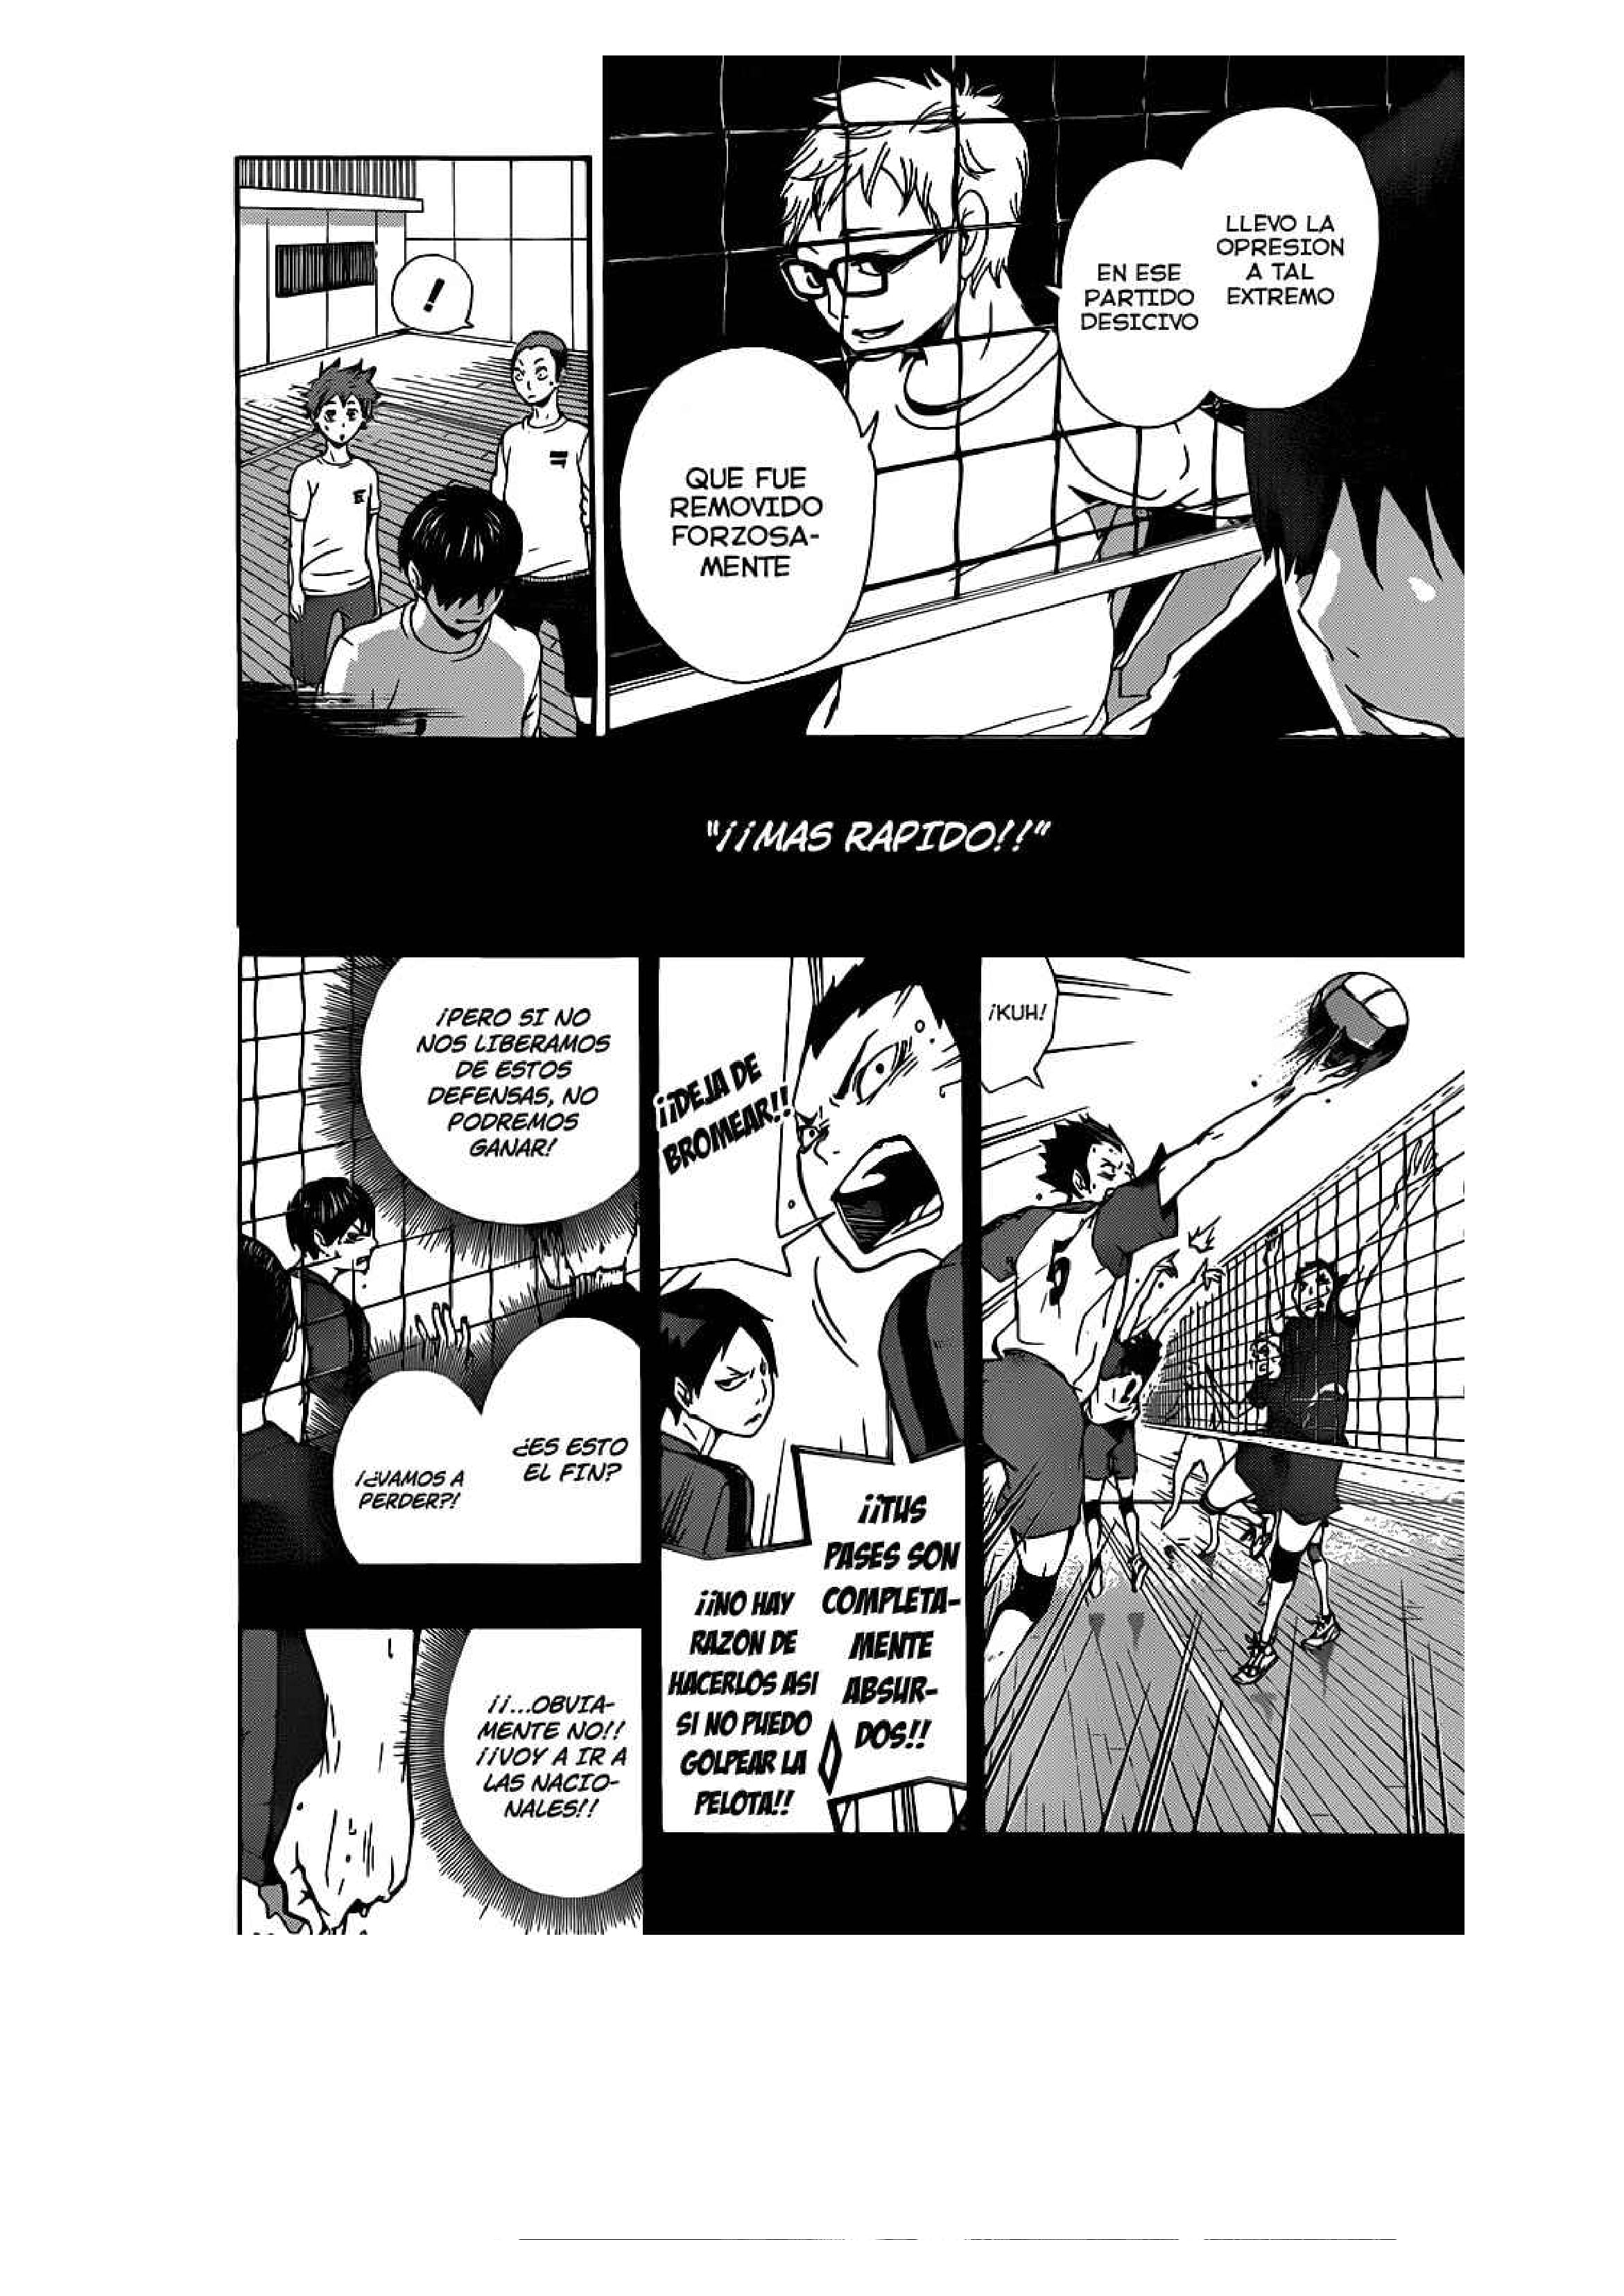 LLEVO LA
OPRESION
A TAL
EXTREMO
EN ESE
PARTIDO
DESICIVO
QUE FUE
REMOVIDO
FORZOSA-
MENTE
!
"¡¡MAS RAPIDO!!"
¡KUH!
¡¡DEJA DE
BROMEAR!!
¡¡TUS
PASES SON
COMPLETA-
MENTE
ABSUR-
DOS!!
¡¡NO HAY
RAZON DE
HACERLOS ASI
SI NO PUEDO
GOLPEAR LA
PELOTA!!
¡PERO SI NO
NOS LIBERAMOS
DE ESTOS
DEFENSAS, NO
PODREMOS
GANAR!
¿ES ESTO
EL FIN?
¡¿VAMOS A
PERDER?!
¡¡...OBVIA-
MENTE NO!!
¡¡VOY A IR A
LAS NACIO-
NALES!!